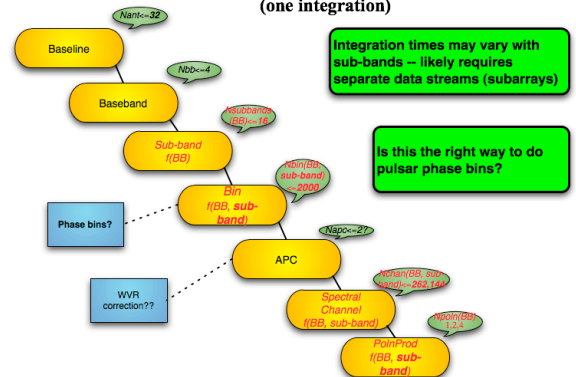 (one integration)
Nant<=32
Baseline
Integration times may vary with
sub-bands -- likely requires
separate data streams (subarrays)
Nbb<=4
Baseband
Nsubbands
(BB)<=16
Sub-band
f(BB)
Is this the right way to do
pulsar phase bins?
Nbin(BB,
sub-band)
<=2000
Bin
f(BB, sub-
band)
Phase bins?
Napc<=2?
APC
WVR
correction??
Nchan(BB, sub-
band)<=262,144
Spectral
Channel
f(BB, sub-band)
Npoln(BB)
1,2,4
PolnProd
f(BB, sub-
band)